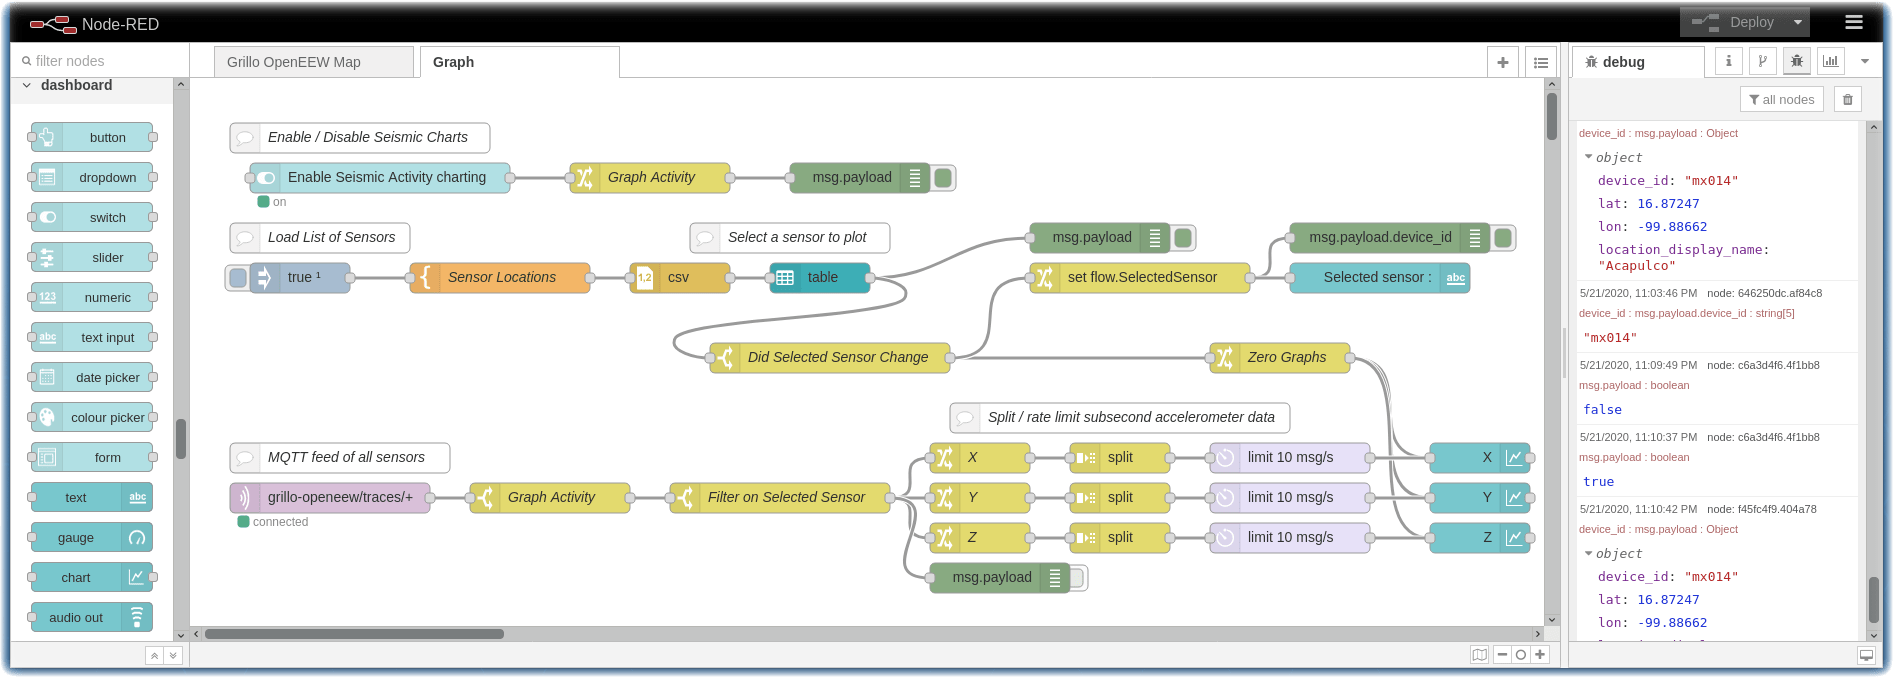 Node-RED
Deploy
filter nodes
dashboard
button
dropdown
switch
slider
123 numeric
abc text input
date picker
colour picker
form
text abc
gauge
chart
audio out
Grillo OpenEEW Map
Graph
Enable / Disable Seismic Charts
Enable Seismic Activity charting
Graph Activity
msg.payload
on
Load List of Sensors
Select a sensor to plot
msg.payload
msg.payload.device_id
true ¹
Sensor Locations
1,2 csv
table
set flow.SelectedSensor
Selected sensor : abc
Did Selected Sensor Change
Zero Graphs
Split / rate limit subsecond accelerometer data
MQTT feed of all sensors
X
split
limit 10 msg/s
X
grillo-openeew/traces/+
Graph Activity
Filter on Selected Sensor
Y
split
limit 10 msg/s
Y
connected
Z
split
limit 10 msg/s
Z
msg.payload
debug
i
all nodes
device_id : msg.payload : Object
object
device_id: "mx014"
lat: 16.87247
lon: -99.88662
location_display_name:
"Acapulco"
5/21/2020, 11:03:46 PM node: 646250dc.af84c8
device_id : msg.payload.device_id : string[5]
"mx014"
5/21/2020, 11:09:49 PM node: c6a3d4f6.4f1bb8
msg.payload : boolean
false
5/21/2020, 11:10:37 PM node: c6a3d4f6.4f1bb8
msg.payload : boolean
true
5/21/2020, 11:10:42 PM node: f45fc4f9.404a78
device_id : msg.payload : Object
object
device_id: "mx014"
lat: 16.87247
lon: -99.88662